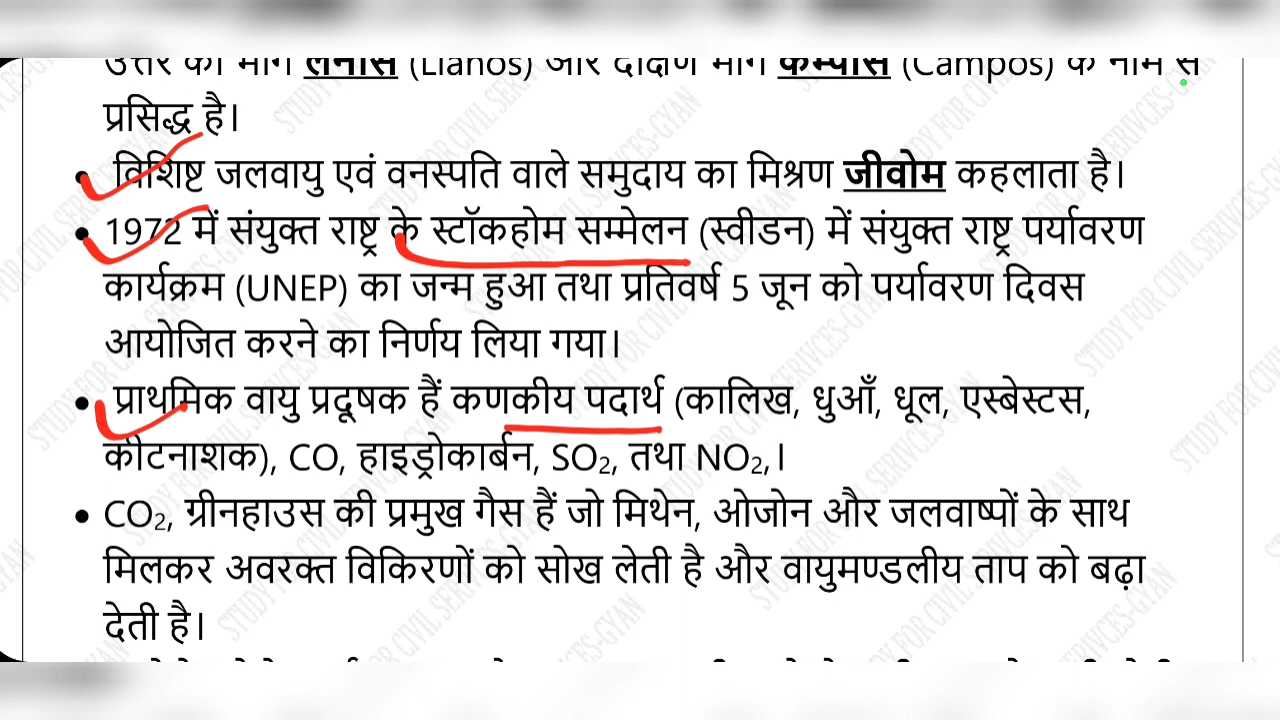 उत्तर का भाग लनास (Llanos) और दक्षिण भाग कम्पास (Campos) के नाम से
प्रसिद्ध है।
• विशिष्ट जलवायु एवं वनस्पति वाले समुदाय का मिश्रण जीवोम कहलाता है।
• 1972 में संयुक्त राष्ट्र के स्टॉकहोम सम्मेलन (स्वीडन) में संयुक्त राष्ट्र पर्यावरण
कार्यक्रम (UNEP) का जन्म हुआ तथा प्रतिवर्ष 5 जून को पर्यावरण दिवस
आयोजित करने का निर्णय लिया गया।
• प्राथमिक वायु प्रदूषक हैं कणकीय पदार्थ (कालिख, धुआँ, धूल, एस्बेस्टस,
कीटनाशक), CO, हाइड्रोकार्बन, SO₂, तथा NO₂,।
• CO₂, ग्रीनहाउस की प्रमुख गैस हैं जो मिथेन, ओजोन और जलवाष्पों के साथ
मिलकर अवरक्त विकिरणों को सोख लेती है और वायुमण्डलीय ताप को बढ़ा
देती है।